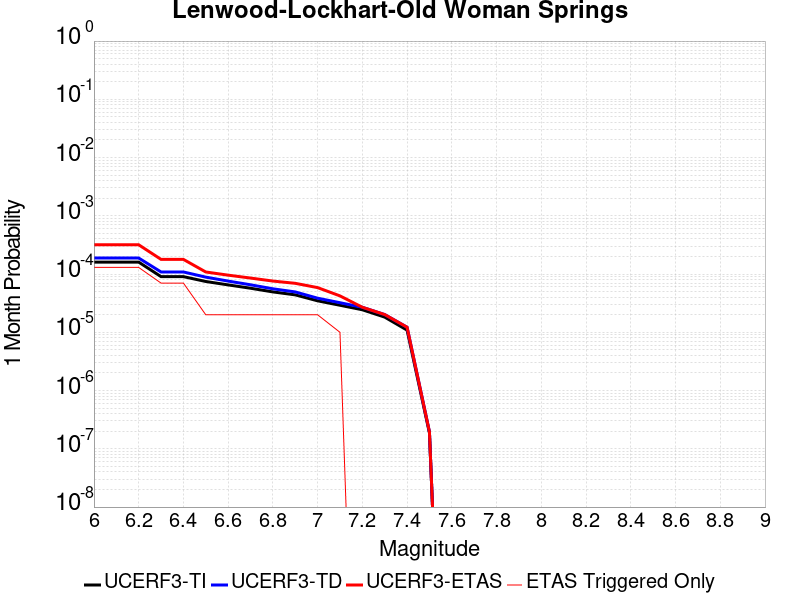 Lenwood-Lockhart-Old Woman Springs
10^0
10^-1
10^-2
10^-3
10^-4
10^-5
10^-6
10^-7
10^-8
1 Month Probability
6 6.2 6.4 6.6 6.8 7 7.2 7.4 7.6 7.8 8 8.2 8.4 8.6 8.8 9
Magnitude
UCERF3-TI UCERF3-TD UCERF3-ETAS ETAS Triggered Only